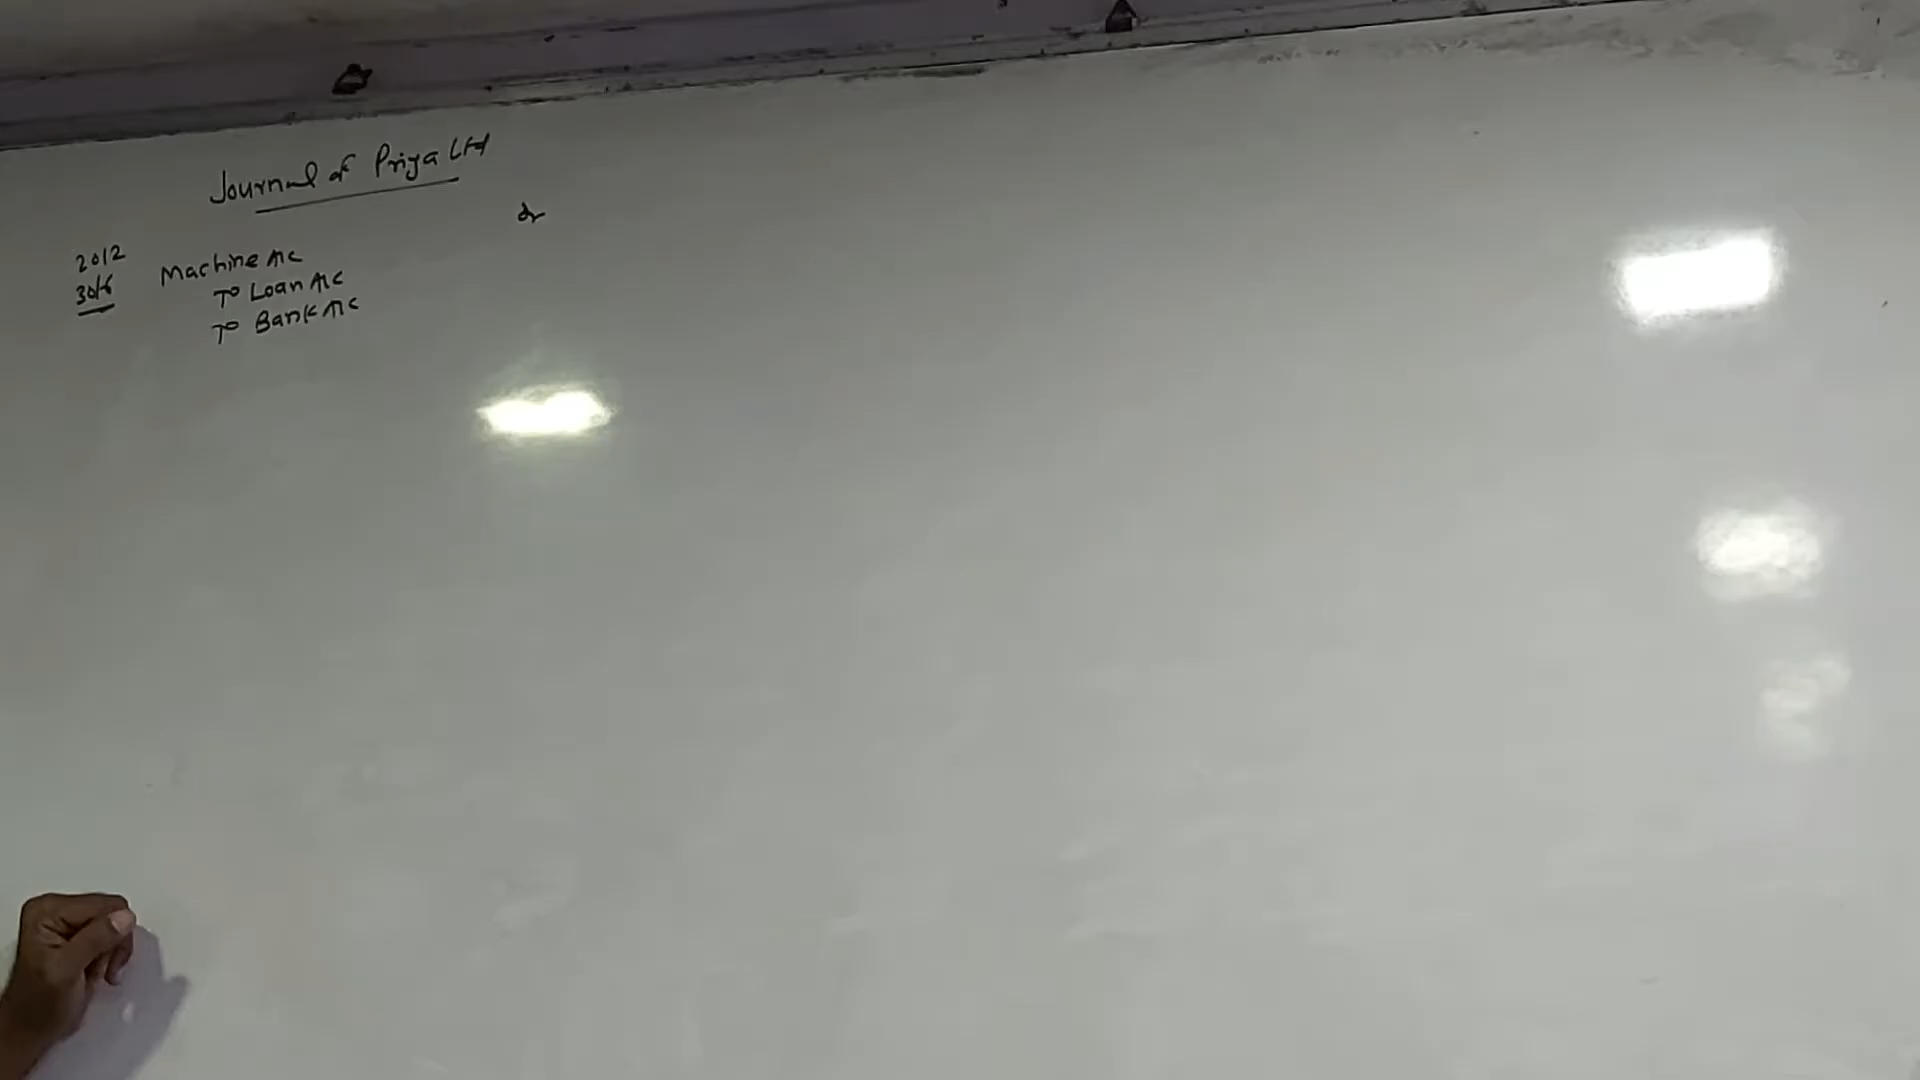 Journal of Priya Ltd
2012
30/6 Machine A/c dr
To Loan A/c
To Bank A/c